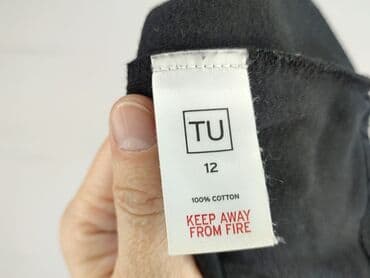 TU
12
100% COTTON
KEEP AWAY
FROM FIRE